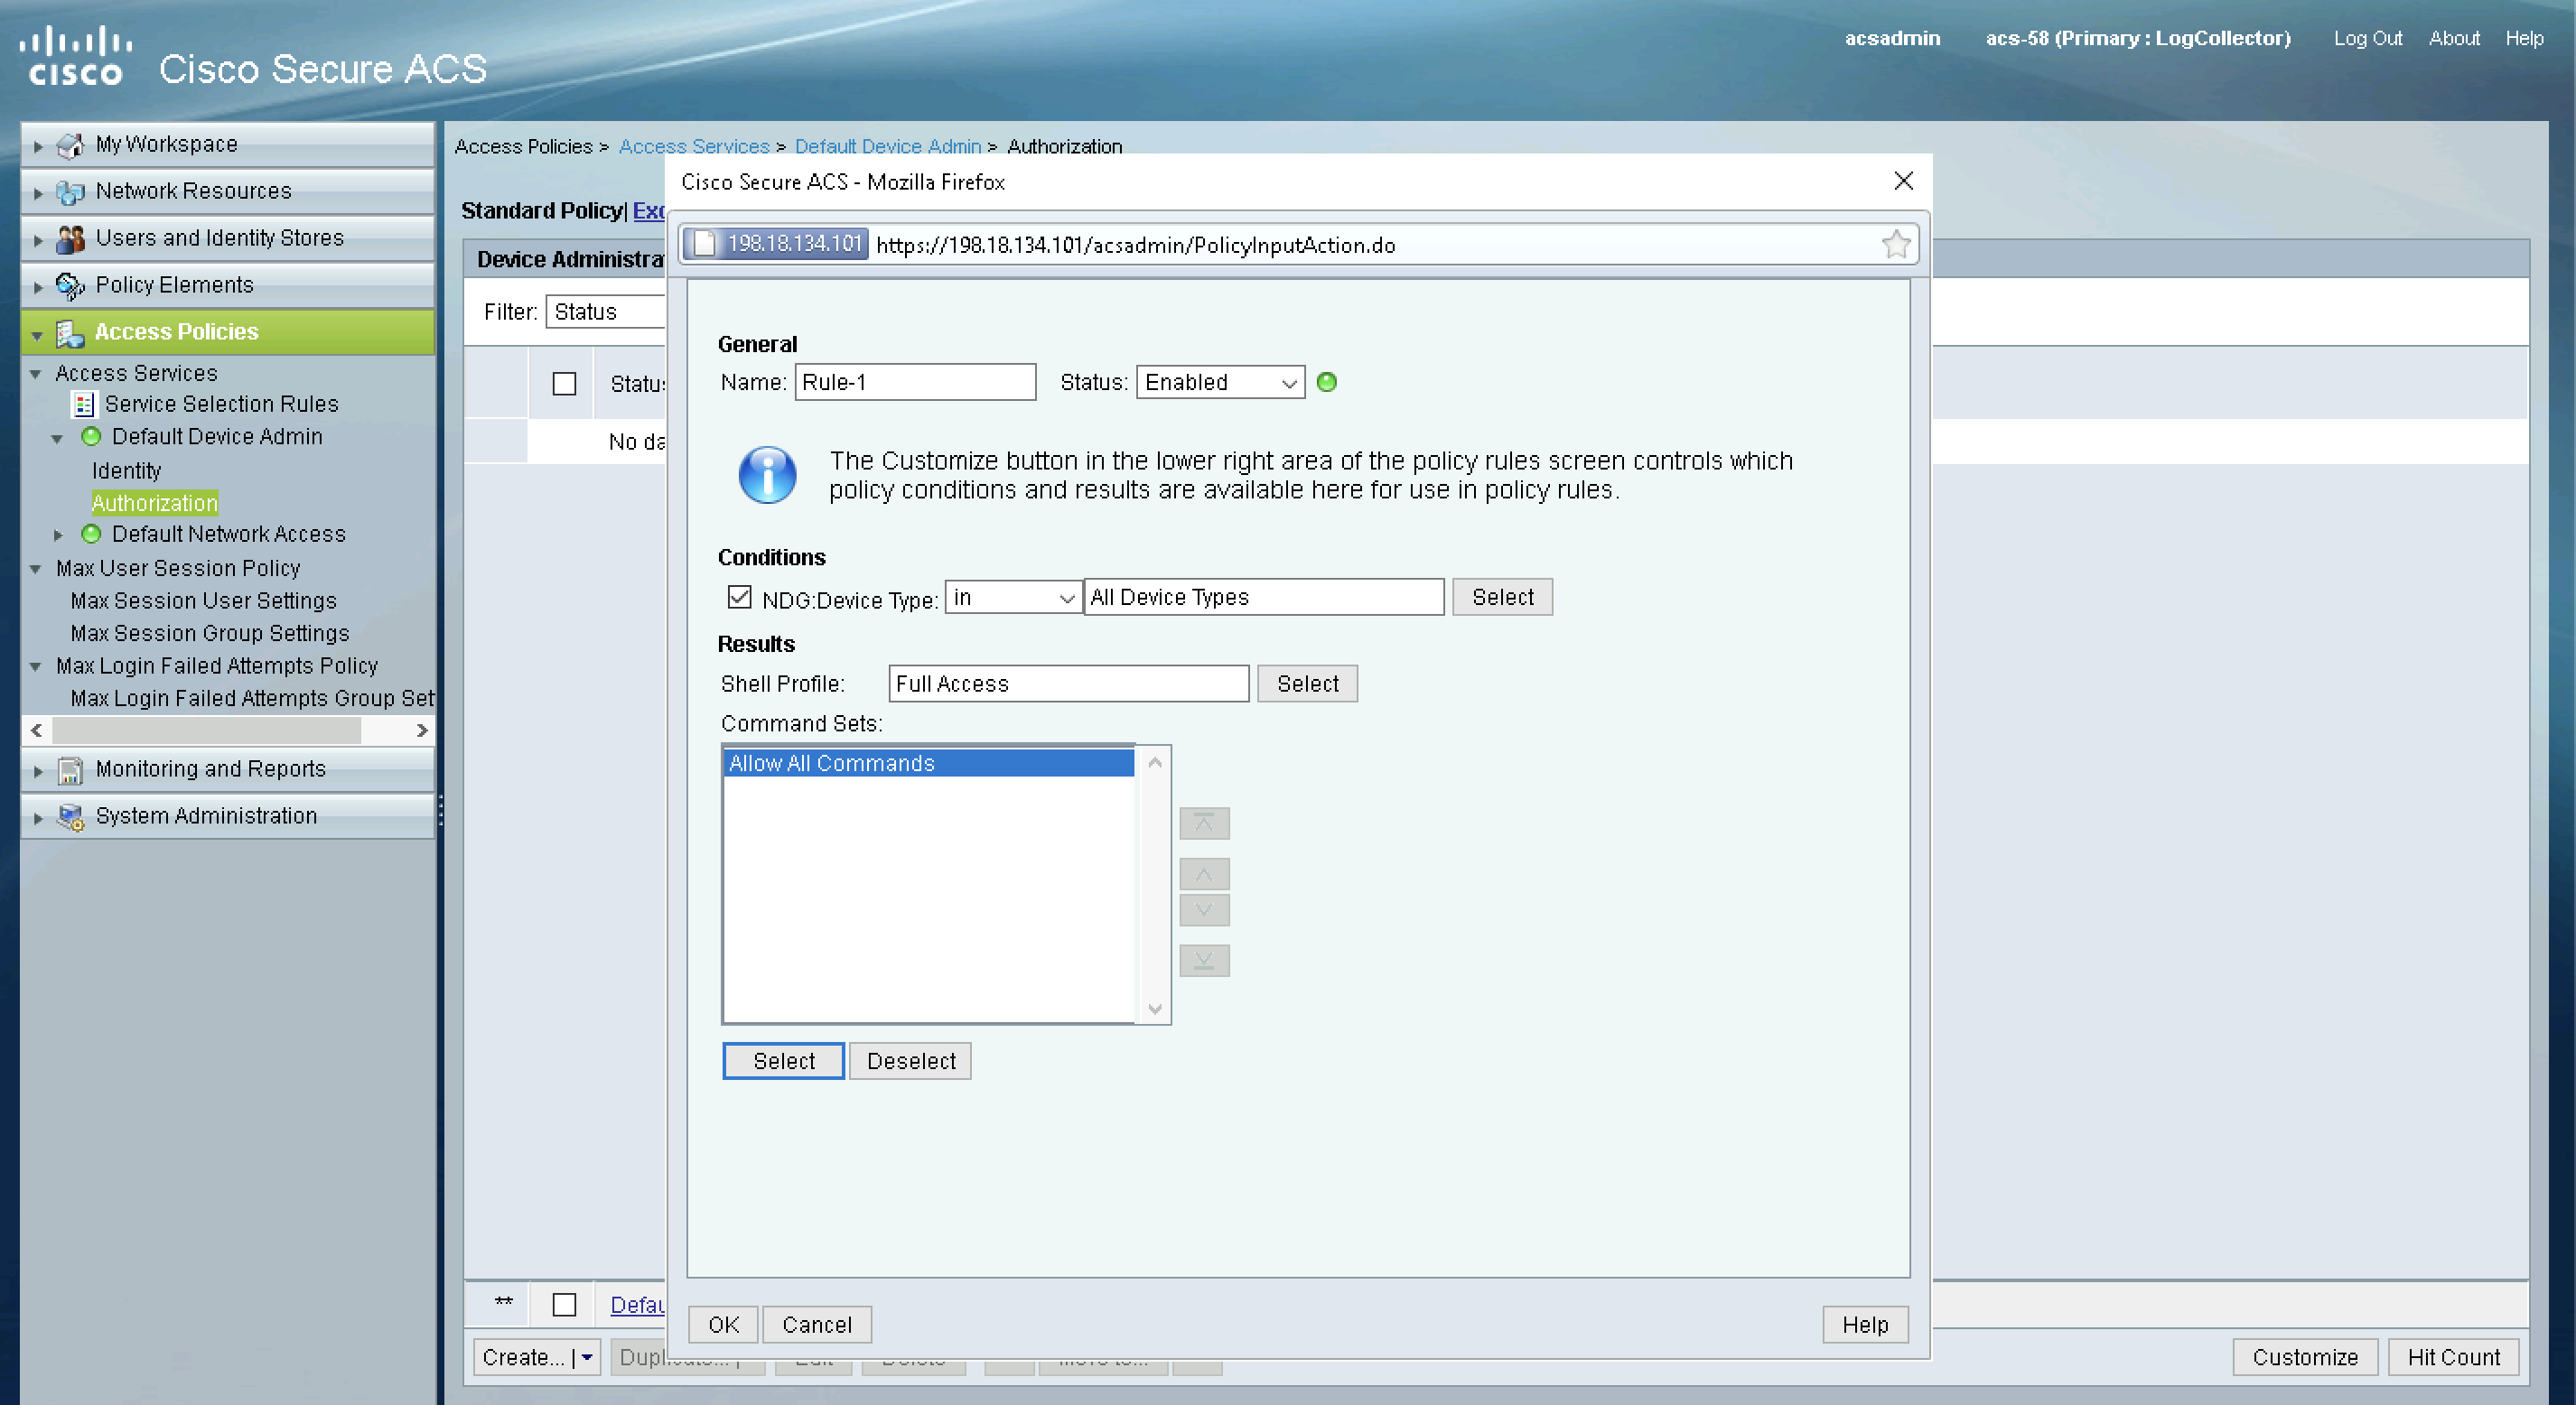 acsadmin acs-58 (Primary : LogCollector) Log Out About Help
CISCO Cisco Secure ACS
My Workspace
Network Resources
Users and Identity Stores
Policy Elements
Access Policies
Access Services
Service Selection Rules
Default Device Admin
Identity
Authorization
Default Network Access
Max User Session Policy
Max Session User Settings
Max Session Group Settings
Max Login Failed Attempts Policy
Max Login Failed Attempts Group Set
Monitoring and Reports
System Administration
Access Policies > Access Services > Default Device Admin > Authorization
Standard Policy| Exc
Device Administra
Filter: Status
Status
No da
** Defau
Create... |
Customize Hit Count
Cisco Secure ACS - Mozilla Firefox
198.18.134.101 https://198.18.134.101/acsadmin/PolicyInputAction.do
General
Name: Rule-1 Status: Enabled
The Customize button in the lower right area of the policy rules screen controls which
policy conditions and results are available here for use in policy rules.
Conditions
NDG:Device Type: in All Device Types Select
Results
Shell Profile: Full Access Select
Command Sets:
Allow All Commands
Select Deselect
OK Cancel Help